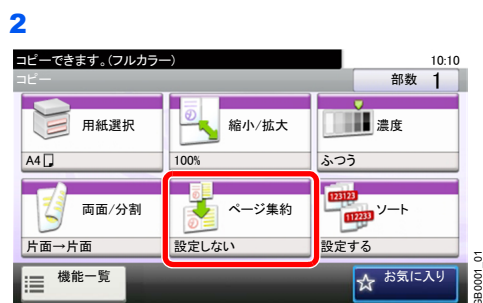 2
コピーできます。(フルカラー)
10:10
コピー
部数 1
用紙選択
A4
縮小/拡大
100%
濃度
ふつう
両面/分割
片面→片面
ページ集約
設定しない
123123
112233
ソート
設定する
機能一覧
お気に入り
GB0001_01